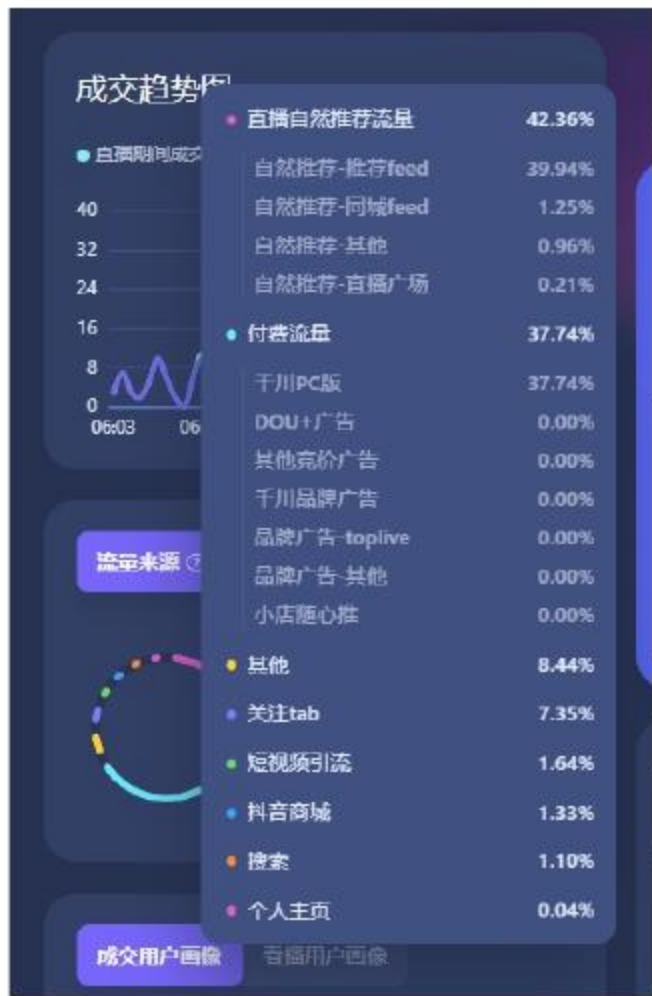 成交趋势图
直播期间成交
40
32
24
16
8
0
06:03 06
直播自然推荐流量 42.36%
自然推荐-推荐feed 39.94%
自然推荐-同城feed 1.25%
自然推荐-其他 0.96%
自然推荐-直播广场 0.21%
付费流量 37.74%
千川PC版 37.74%
DOU+广告 0.00%
其他竞价广告 0.00%
千川品牌广告 0.00%
品牌广告-toplive 0.00%
品牌广告-其他 0.00%
小店随心推 0.00%
其他 8.44%
关注tab 7.35%
短视频引流 1.64%
抖音商城 1.33%
搜索 1.10%
个人主页 0.04%
流量来源 ?
成交用户画像 看播用户画像